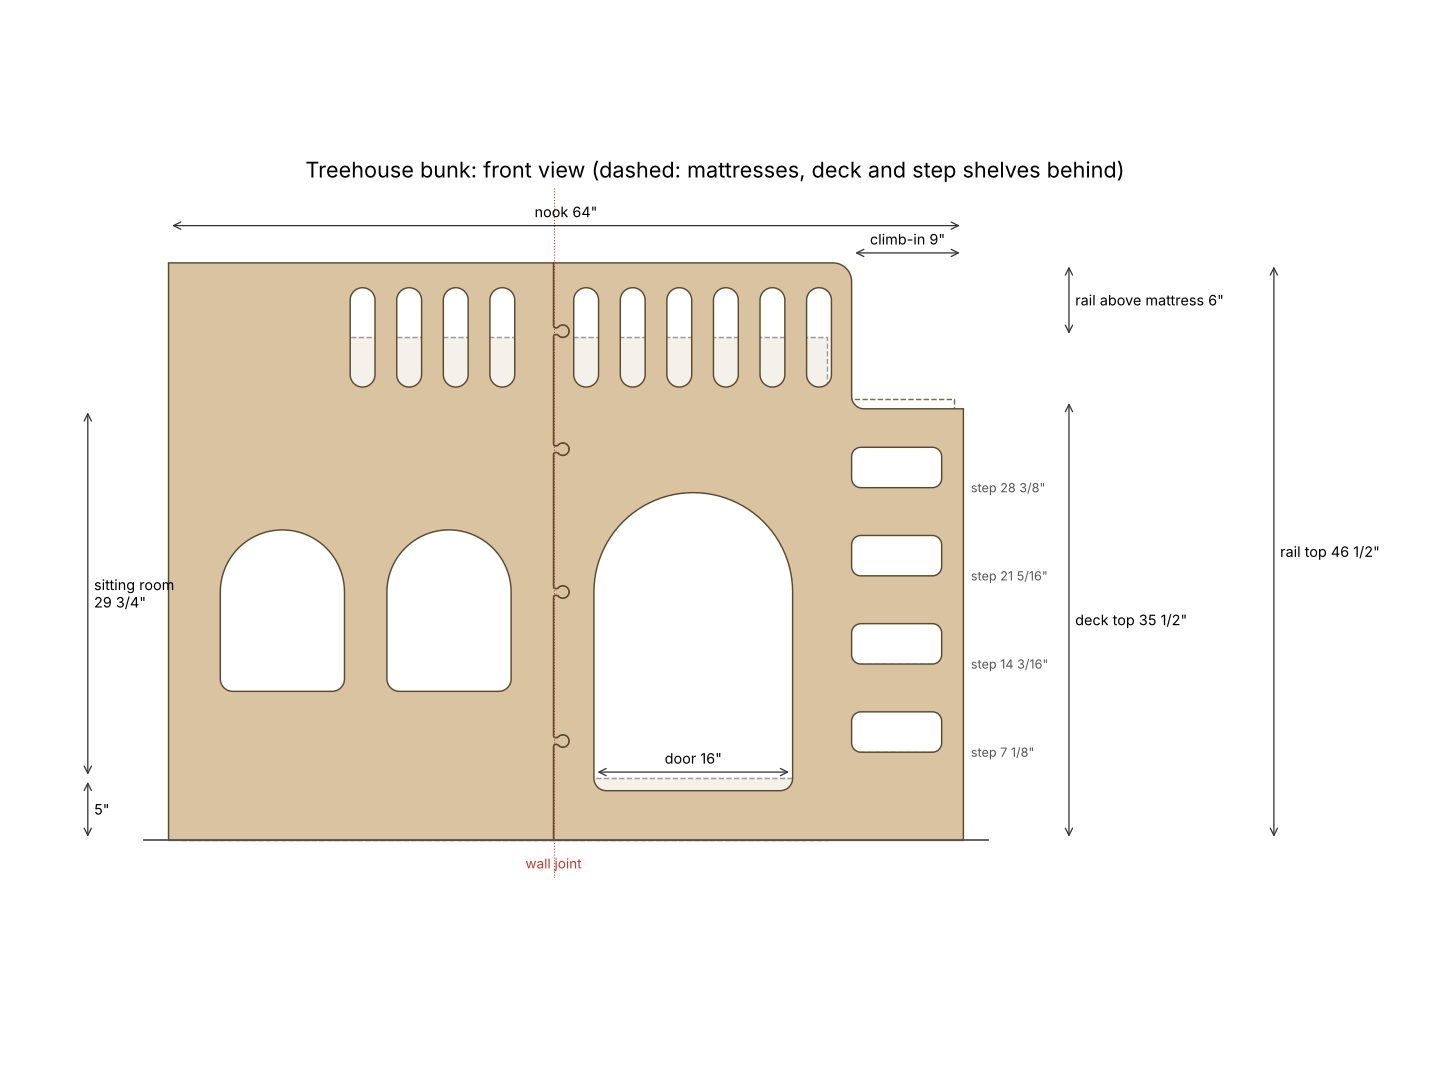 Treehouse bunk: front view (dashed: mattresses, deck and step shelves behind)
nook 64"
climb-in 9"
rail above mattress 6"
step 28 3/8"
rail top 46 1/2"
step 21 5/16"
sitting room
29 3/4"
deck top 35 1/2"
step 14 3/16"
door 16"
step 7 1/8"
5"
wall joint